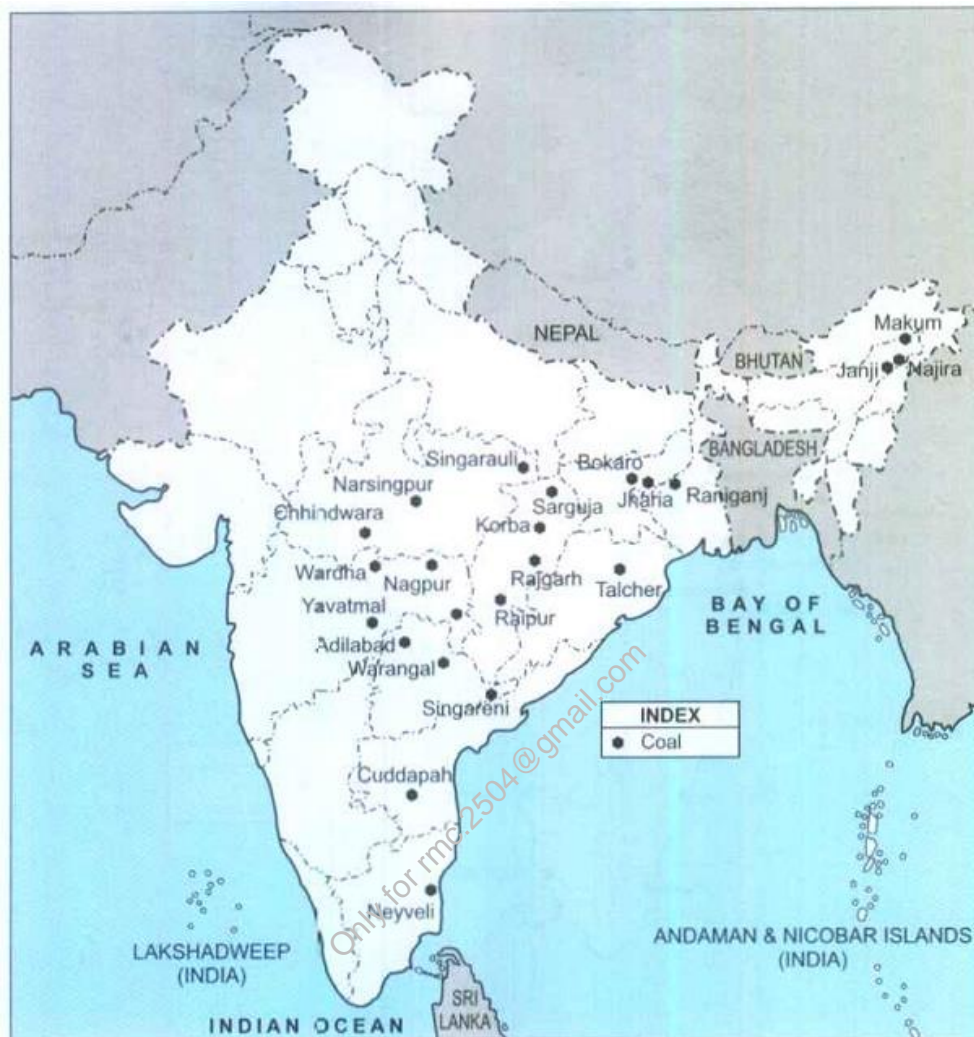 NEPAL
Makum
BHUTAN
Janji
Najira
BANGLADESH
Singarauli
Bokaro
Narsingpur
Jharia
Raniganj
Sarguja
Chhindwara
Korba
Wardha
Nagpur
Rajgarh
Talcher
Yavatmal
Raipur
BAY OF
BENGAL
ARABIAN
SEA
Adilabad
Warangal
Singareni
INDEX
Coal
Cuddapah
Only for rmc.2504@gmail.com
Neyveli
LAKSHADWEEP
(INDIA)
ANDAMAN & NICOBAR ISLANDS
(INDIA)
SRI
LANKA
INDIAN OCEAN